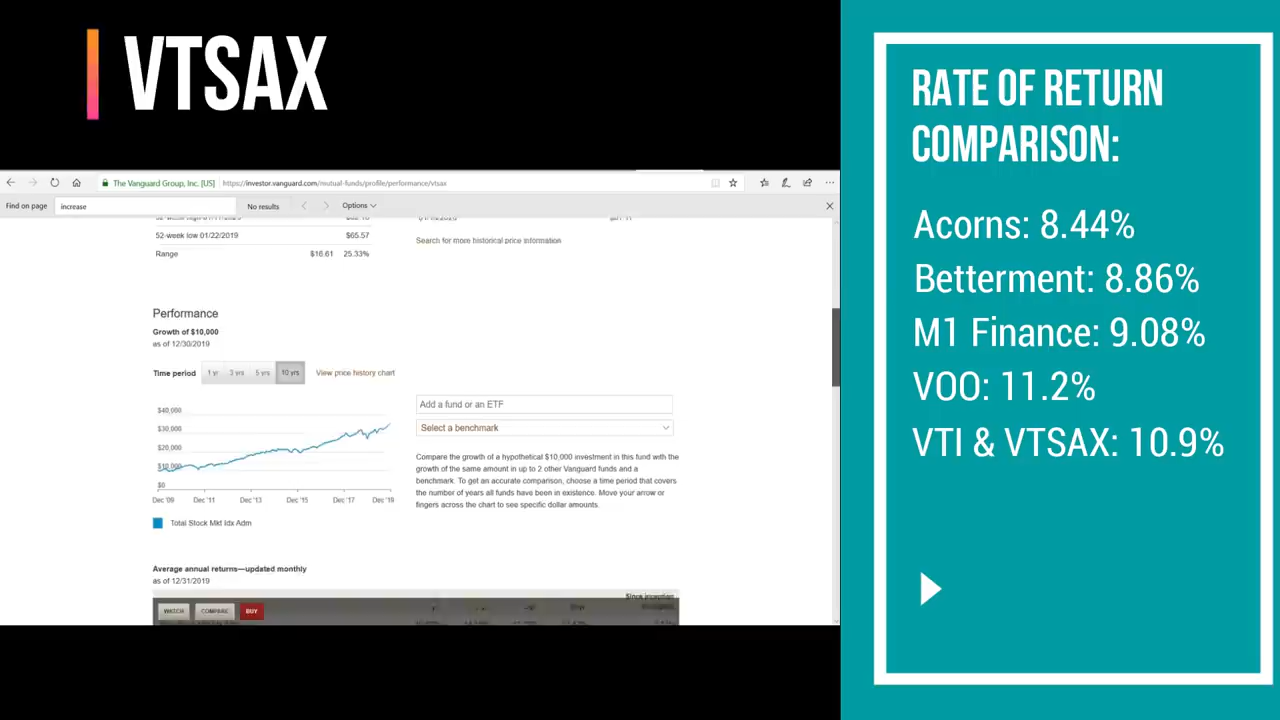 VTSAX
The Vanguard Group, Inc. [US] https://investor.vanguard.com/mutual-funds/profile/performance/vtsax
Find on page increase No results Options
52-week low 01/22/2019 $65.57
Range $16.61 25.33%
Search for more historical price information
Performance
Growth of $10,000
as of 12/30/2019
Time period 1 yr 3 yrs 5 yrs 10 yrs View price history chart
Add a fund or an ETF
Select a benchmark
$40,000
$30,000
$20,000
$10,000
$0
Dec '09 Dec '11 Dec '13 Dec '15 Dec '17 Dec '19
Compare the growth of a hypothetical $10,000 investment in this fund with the
growth of the same amount in up to 2 other Vanguard funds and a
benchmark. To get an accurate comparison, choose a time period that covers
the number of years all funds have been in existence. Move your arrow or
fingers across the chart to see specific dollar amounts.
Total Stock Mkt Idx Adm
Average annual returns—updated monthly
as of 12/31/2019
Since inception
WATCH COMPARE BUY
RATE OF RETURN
COMPARISON:
Acorns: 8.44%
Betterment: 8.86%
M1 Finance: 9.08%
VOO: 11.2%
VTI & VTSAX: 10.9%